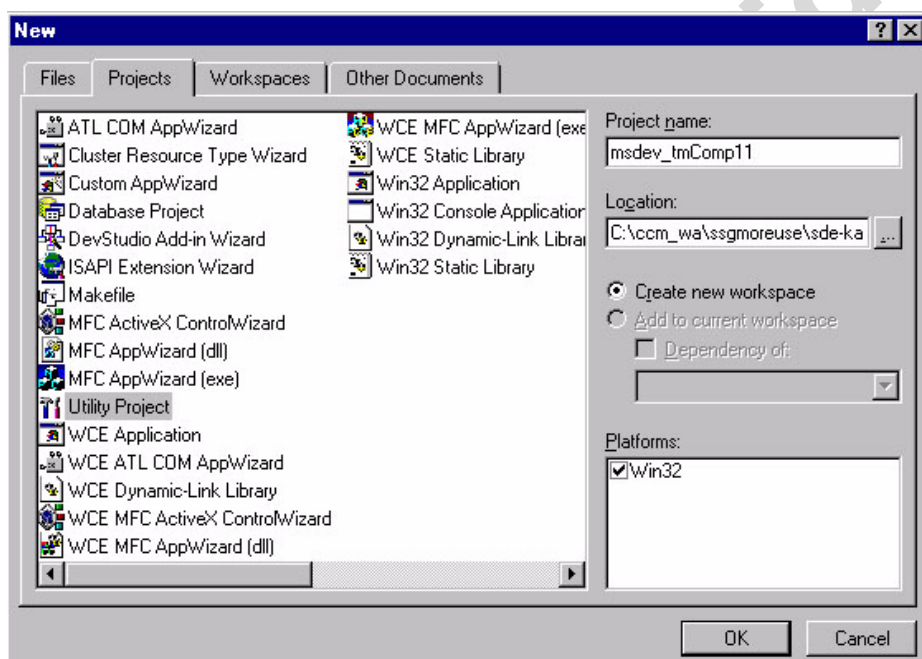 New
Files Projects Workspaces Other Documents
ATL COM AppWizard
Cluster Resource Type Wizard
Custom AppWizard
Database Project
DevStudio Add-in Wizard
ISAPI Extension Wizard
Makefile
MFC ActiveX ControlWizard
MFC AppWizard (dll)
MFC AppWizard (exe)
Utility Project
WCE Application
WCE ATL COM AppWizard
WCE Dynamic-Link Library
WCE MFC ActiveX ControlWizard
WCE MFC AppWizard (dll)
WCE MFC AppWizard (exe
WCE Static Library
Win32 Application
Win32 Console Application
Win32 Dynamic-Link Librar
Win32 Static Library
Project name:
msdev_tmComp11
Location:
C:\ccm_wa\ssgmoreuse\sde-ka ...
Create new workspace
Add to current workspace
Dependency of:
Platforms:
Win32
OK Cancel